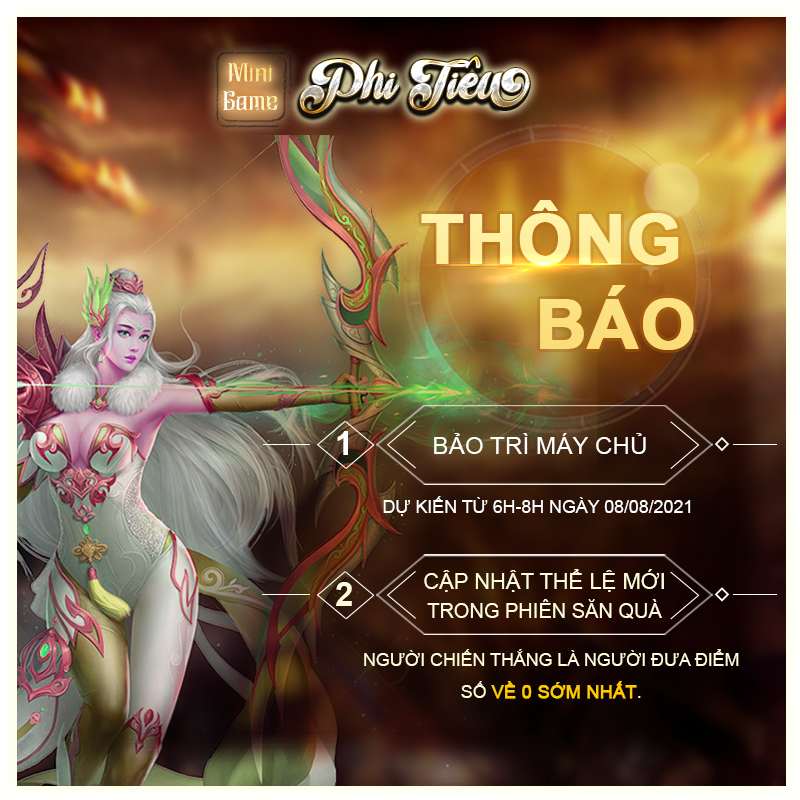 Mini
Game
Phi Tiêu
THÔNG
BÁO
1
BẢO TRÌ MÁY CHỦ
DỰ KIẾN TỪ 6H-8H NGÀY 08/08/2021
2
CẬP NHẬT THỂ LỆ MỚI
TRONG PHIÊN SĂN QUÀ
NGƯỜI CHIẾN THẮNG LÀ NGƯỜI ĐƯA ĐIỂM
SỐ VỀ 0 SỚM NHẤT.